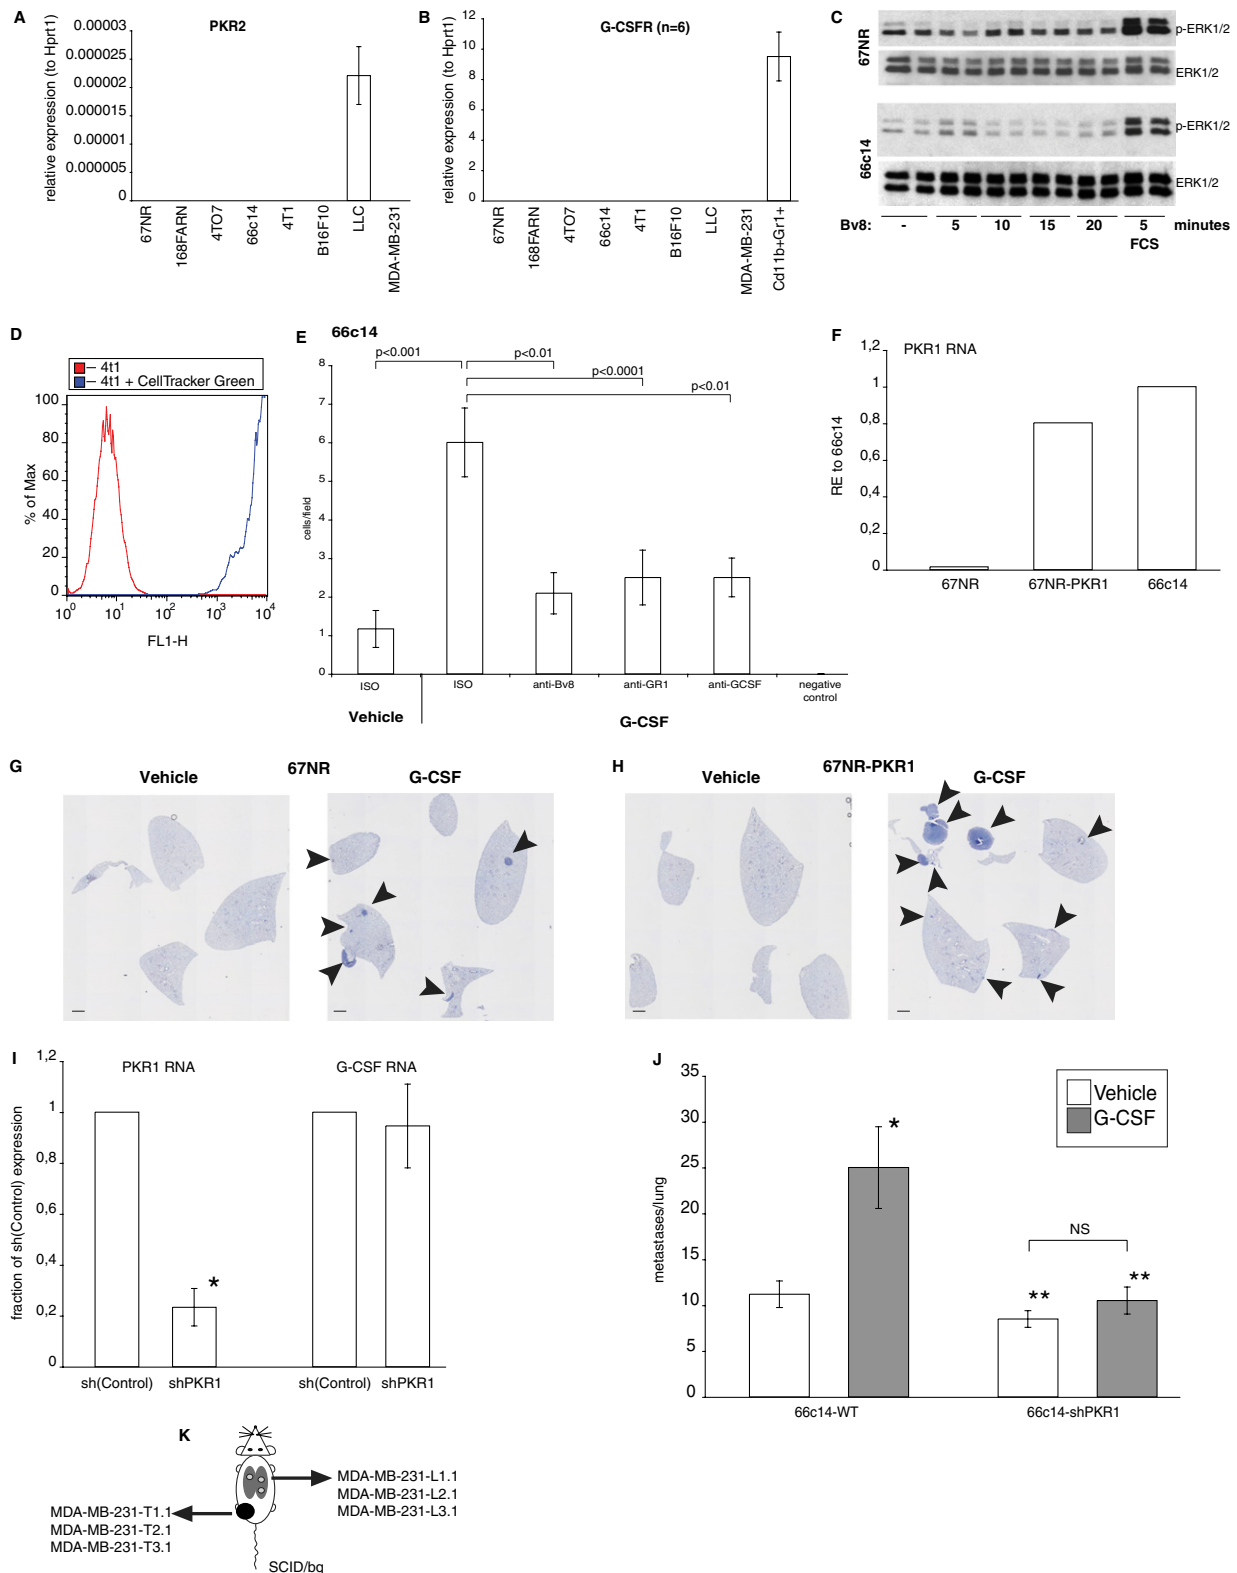 A
PKR2
relative expression (to Hprt1)
0.00003
0.000025
0.00002
0.000015
0.00001
0.000005
0
67NR
168FARN
4TO7
66c14
4T1
B16F10
LLC
MDA-MB-231
B
G-CSFR (n=6)
relative expression (to Hprt1)
12
10
8
6
4
2
0
67NR
168FARN
4TO7
66c14
4T1
B16F10
LLC
MDA-MB-231
Cd11b+Gr1+
C
67NR
p-ERK1/2
ERK1/2
66c14
p-ERK1/2
ERK1/2
Bv8: - 5 10 15 20 5 minutes
FCS
D
4t1
4t1 + CellTracker Green
% of Max
100
80
60
40
20
0
10^0 10^1 10^2 10^3 10^4
FL1-H
E
66c14
p<0.001
p<0.01
p<0.0001
p<0.01
cells/field
8
7
6
5
4
3
2
1
0
ISO ISO anti-Bv8 anti-GR1 anti-GCSF negative control
Vehicle G-CSF
F
PKR1 RNA
RE to 66c14
1,2
1
0,8
0,6
0,4
0,2
0
67NR 67NR-PKR1 66c14
G
67NR
Vehicle G-CSF
H
67NR-PKR1
Vehicle G-CSF
I
PKR1 RNA G-CSF RNA
fraction of sh(Control) expression
1,2
1
0,8
0,6
0,4
0,2
0
*
sh(Control) shPKR1 sh(Control) shPKR1
J
Vehicle
G-CSF
metastases/lung
35
30
25
20
15
10
5
0
*
NS
** **
66c14-WT 66c14-shPKR1
K
MDA-MB-231-L1.1
MDA-MB-231-L2.1
MDA-MB-231-L3.1
MDA-MB-231-T1.1
MDA-MB-231-T2.1
MDA-MB-231-T3.1
SCID/bg